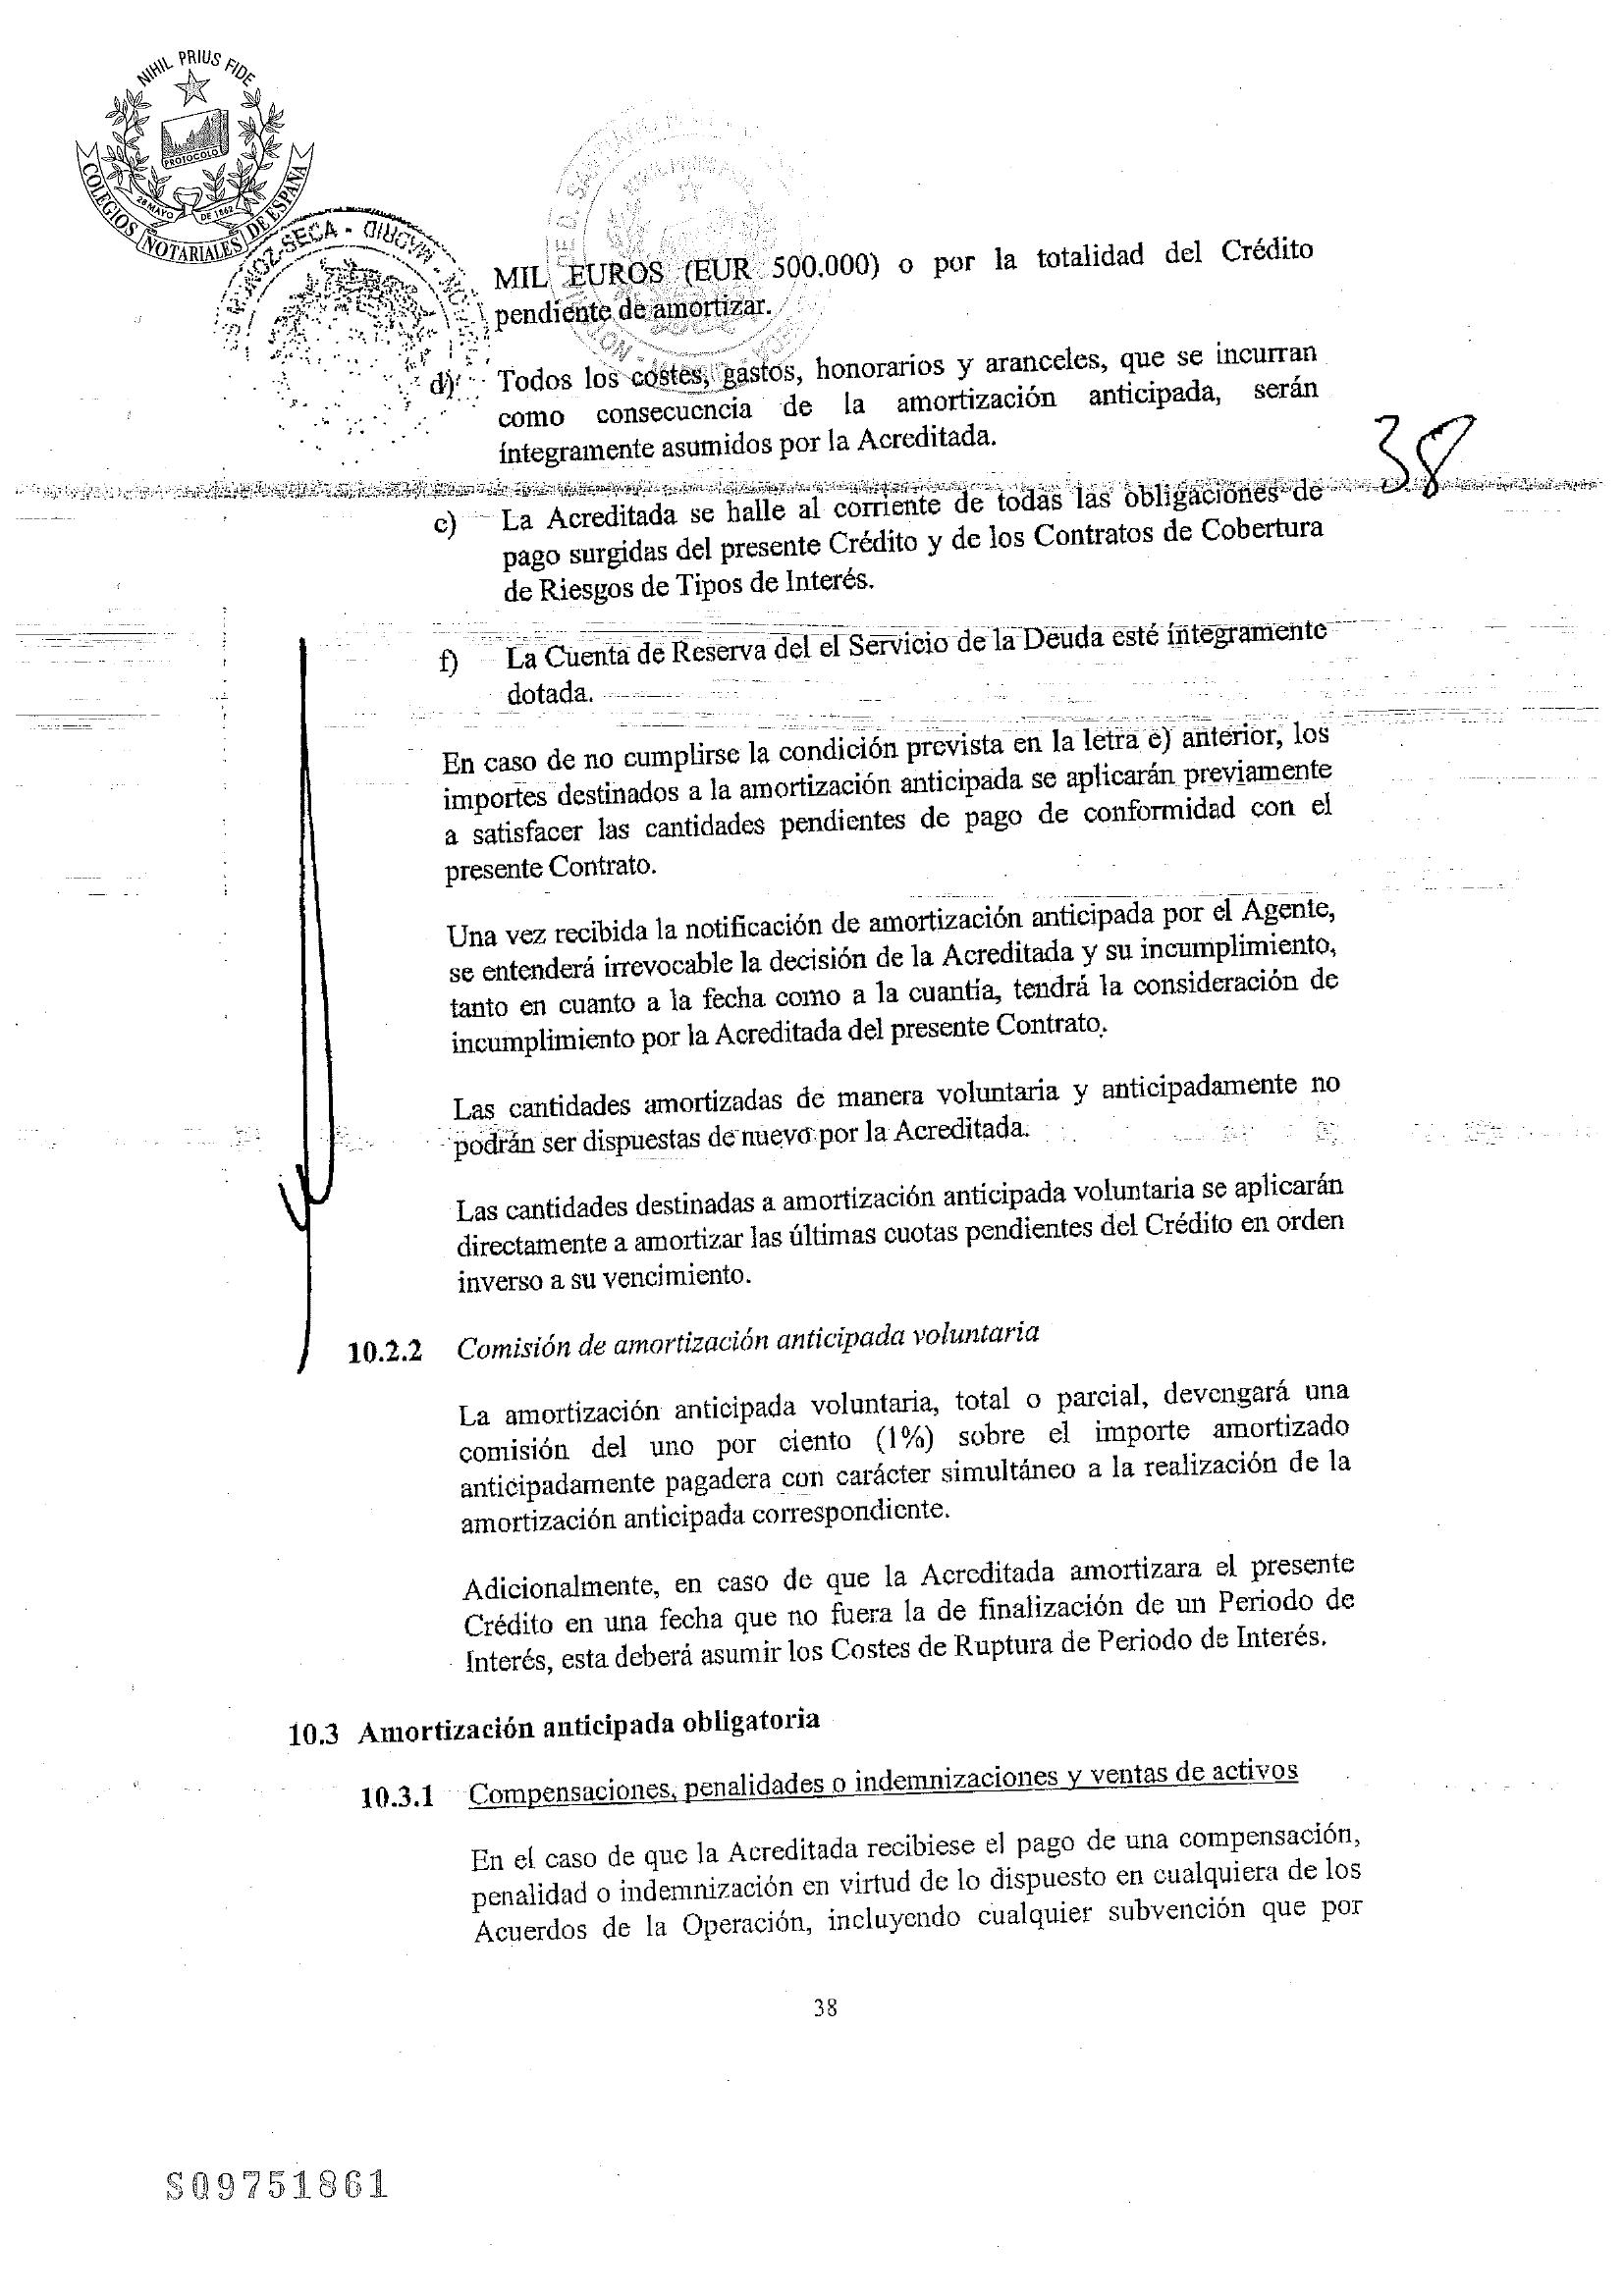 NIHIL PRIUS FIDE
PROTOCOLO
28 MAYO DE 1862
COLEGIOS NOTARIALES DE ESPAÑA
MUÑOZ-SECA - MADRID
MIL EUROS (EUR 500.000) o por la totalidad del Crédito
pendiente de amortizar.
d) Todos los costes, gastos, honorarios y aranceles, que se incurran
como consecuencia de la amortización anticipada, serán
íntegramente asumidos por la Acreditada.
38
e) La Acreditada se halle al corriente de todas las obligaciones de
pago surgidas del presente Crédito y de los Contratos de Cobertura
de Riesgos de Tipos de Interés.
f) La Cuenta de Reserva del el Servicio de la Deuda esté íntegramente
dotada.
En caso de no cumplirse la condición prevista en la letra e) anterior, los
importes destinados a la amortización anticipada se aplicarán previamente
a satisfacer las cantidades pendientes de pago de conformidad con el
presente Contrato.
Una vez recibida la notificación de amortización anticipada por el Agente,
se entenderá irrevocable la decisión de la Acreditada y su incumplimiento,
tanto en cuanto a la fecha como a la cuantía, tendrá la consideración de
incumplimiento por la Acreditada del presente Contrato.
Las cantidades amortizadas de manera voluntaria y anticipadamente no
podrán ser dispuestas de nuevo por la Acreditada.
Las cantidades destinadas a amortización anticipada voluntaria se aplicarán
directamente a amortizar las últimas cuotas pendientes del Crédito en orden
inverso a su vencimiento.
10.2.2 Comisión de amortización anticipada voluntaria
La amortización anticipada voluntaria, total o parcial, devengará una
comisión del uno por ciento (1%) sobre el importe amortizado
anticipadamente pagadera con carácter simultáneo a la realización de la
amortización anticipada correspondiente.
Adicionalmente, en caso de que la Acreditada amortizara el presente
Crédito en una fecha que no fuera la de finalización de un Periodo de
Interés, esta deberá asumir los Costes de Ruptura de Periodo de Interés.
10.3 Amortización anticipada obligatoria
10.3.1 Compensaciones, penalidades o indemnizaciones y ventas de activos
En el caso de que la Acreditada recibiese el pago de una compensación,
penalidad o indemnización en virtud de lo dispuesto en cualquiera de los
Acuerdos de la Operación, incluyendo cualquier subvención que por
38
SQ9751861